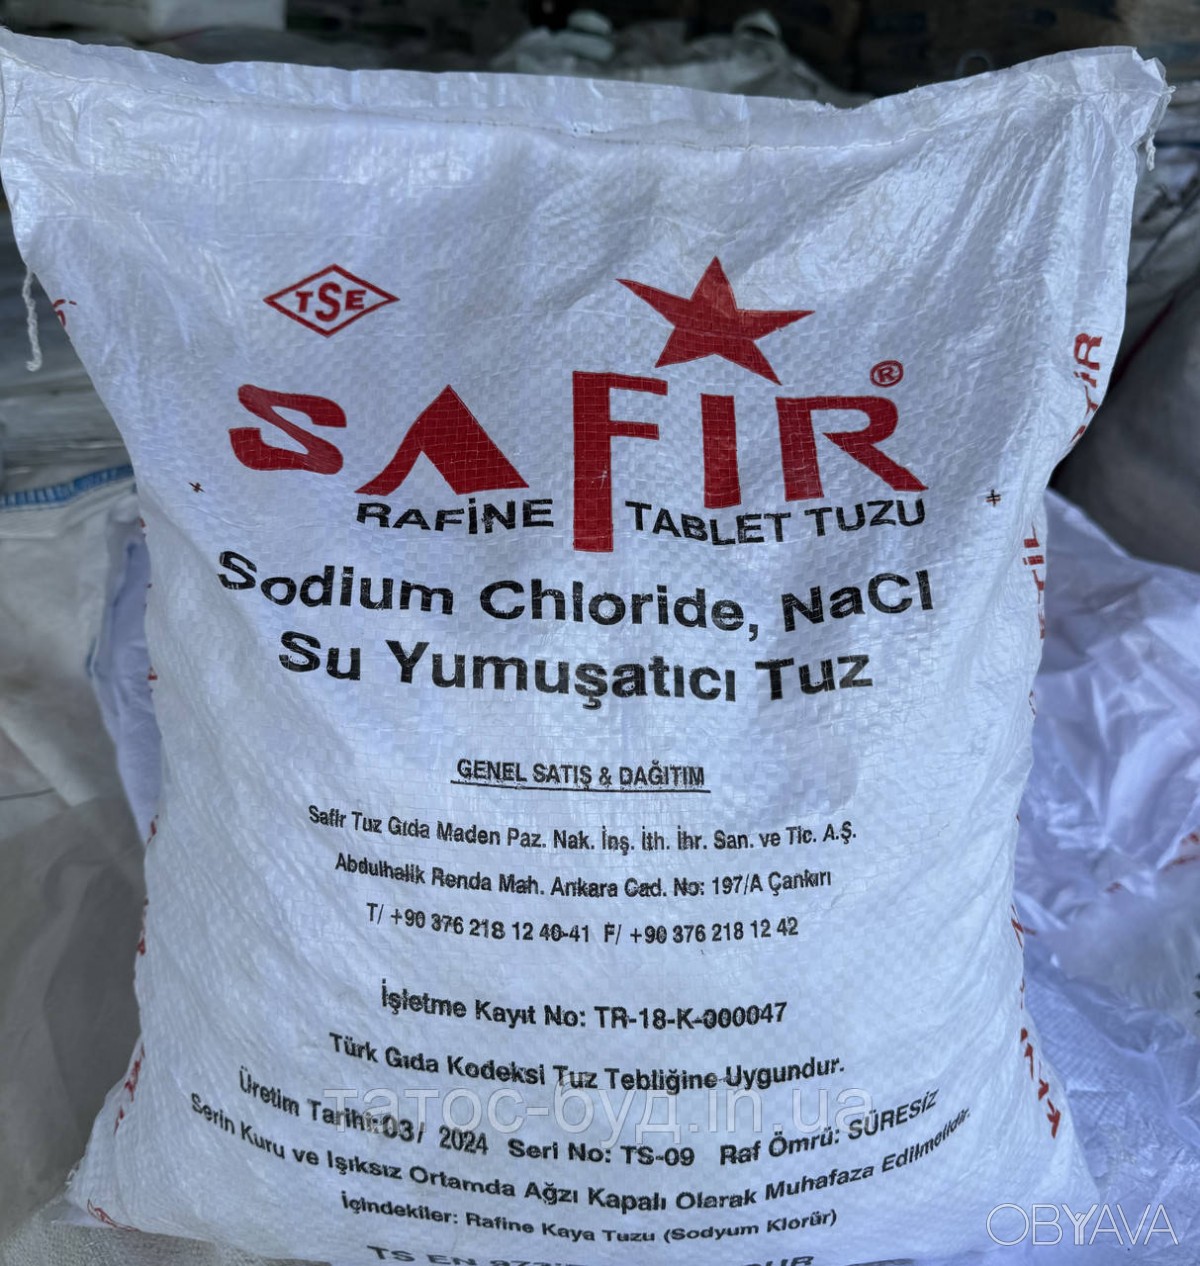 TSE
SAFIR®
RAFİNE TABLET TUZU
Sodium Chloride, NaCl
Su Yumuşatıcı Tuz
GENEL SATIŞ & DAĞITIM
Safir Tuz Gıda Maden Paz. Nak. İnş. İth. İhr. San. ve Tic. A.Ş.
Abdulhalik Renda Mah. Ankara Cad. No: 197/A Çankırı
T/ +90 376 218 12 40-41 F/ +90 376 218 12 42
İşletme Kayıt No: TR-18-K-000047
Türk Gıda Kodeksi Tuz Tebliğine Uygundur.
татос-буд.in.ua
Üretim Tarihi:03/ 2024 Seri No: TS-09 Raf Ömrü: SÜRESİZ
Serin Kuru ve Işıksız Ortamda Ağzı Kapalı Olarak Muhafaza Edilmelidir.
İçindekiler: Rafine Kaya Tuzu (Sodyum Klorür)
TS EN
OBYAVA